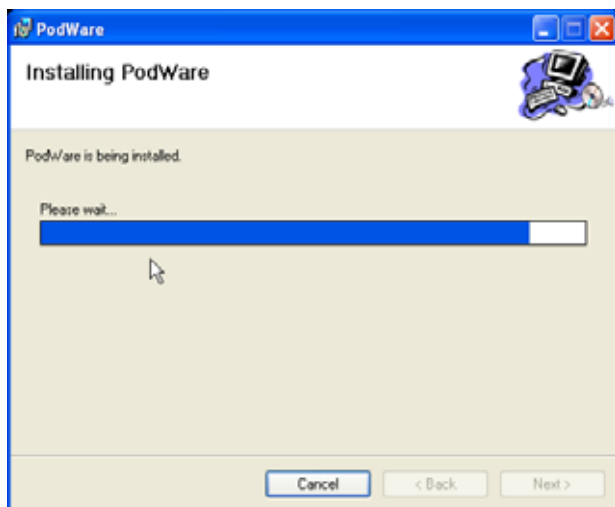 PodWare
Installing PodWare
PodWare is being installed.
Please wait...
Cancel
< Back
Next >